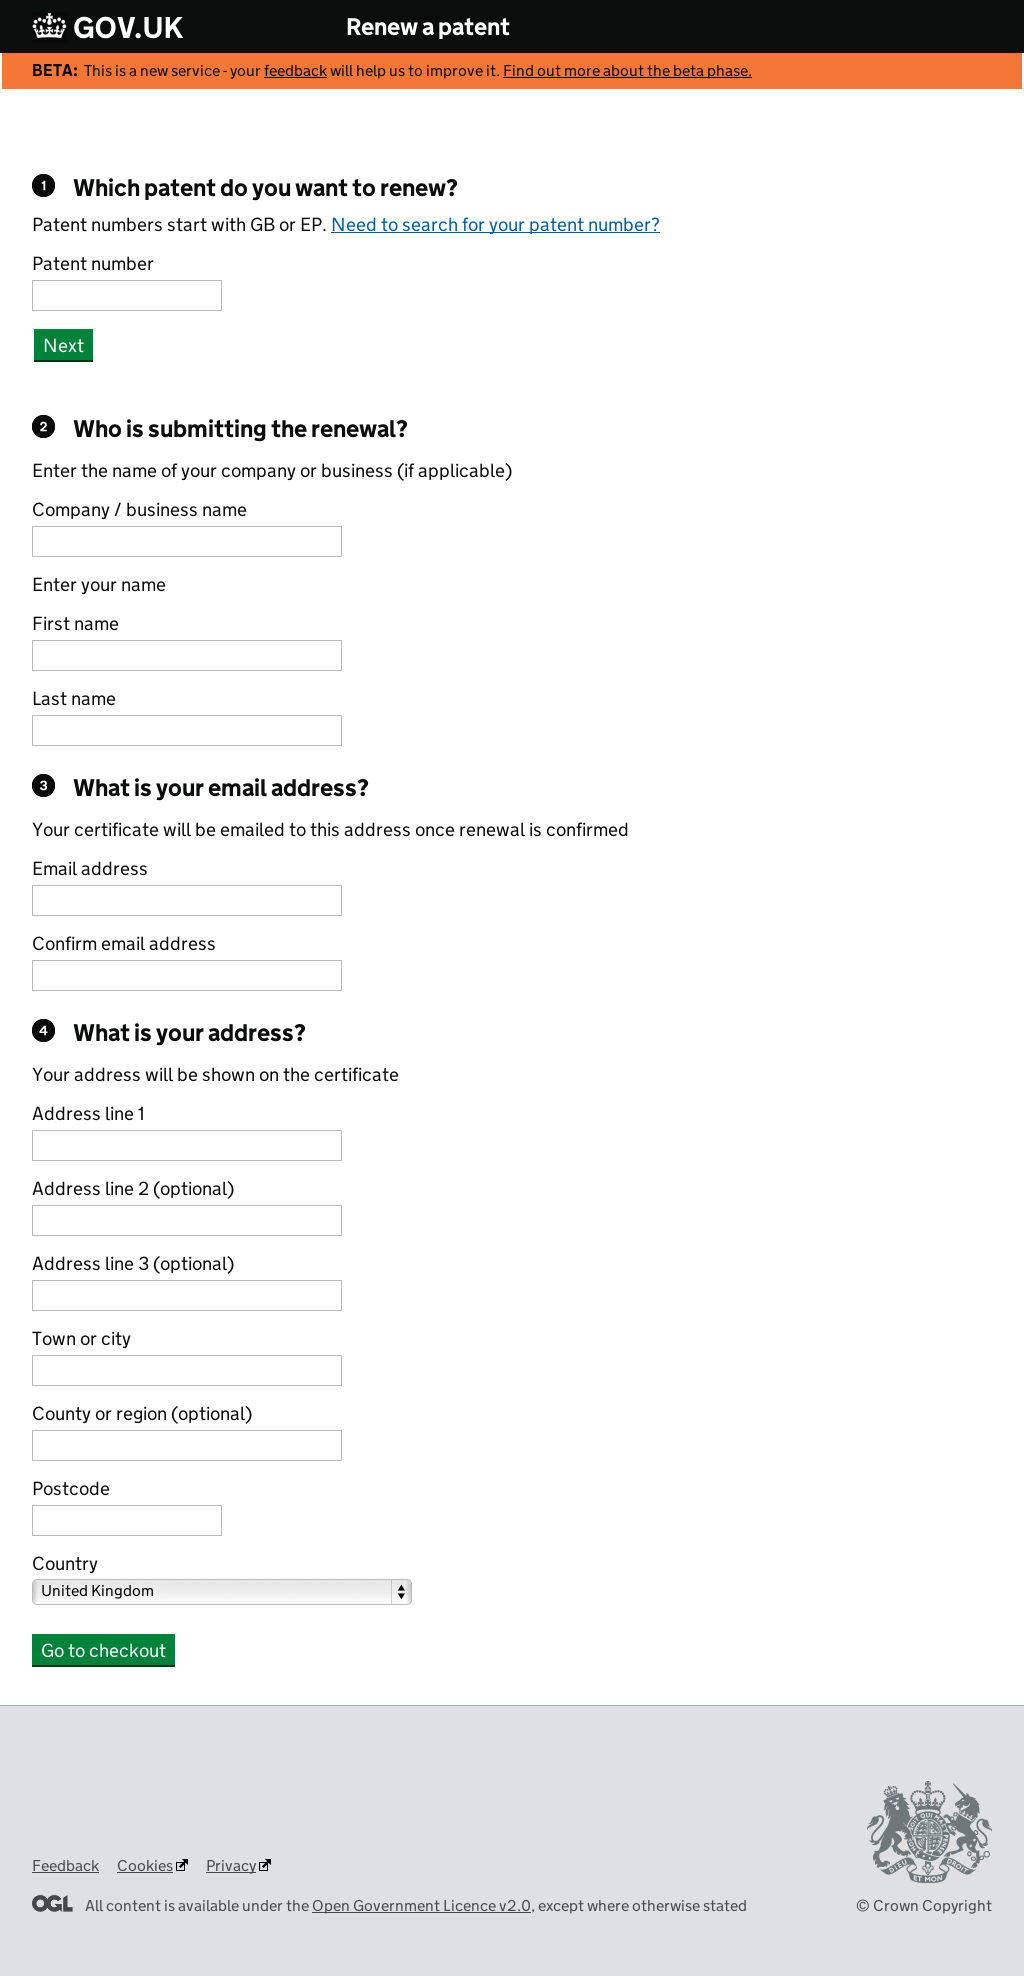 GOV.UK
Renew a patent
BETA: This is a new service - your feedback will help us to improve it. Find out more about the beta phase.
1 Which patent do you want to renew?
Patent numbers start with GB or EP. Need to search for your patent number?
Patent number
Next
2 Who is submitting the renewal?
Enter the name of your company or business (if applicable)
Company / business name
Enter your name
First name
Last name
3 What is your email address?
Your certificate will be emailed to this address once renewal is confirmed
Email address
Confirm email address
4 What is your address?
Your address will be shown on the certificate
Address line 1
Address line 2 (optional)
Address line 3 (optional)
Town or city
County or region (optional)
Postcode
Country
United Kingdom
Go to checkout
DIEU ET MON DROIT
Feedback Cookies Privacy
OGL All content is available under the Open Government Licence v2.0, except where otherwise stated
© Crown Copyright